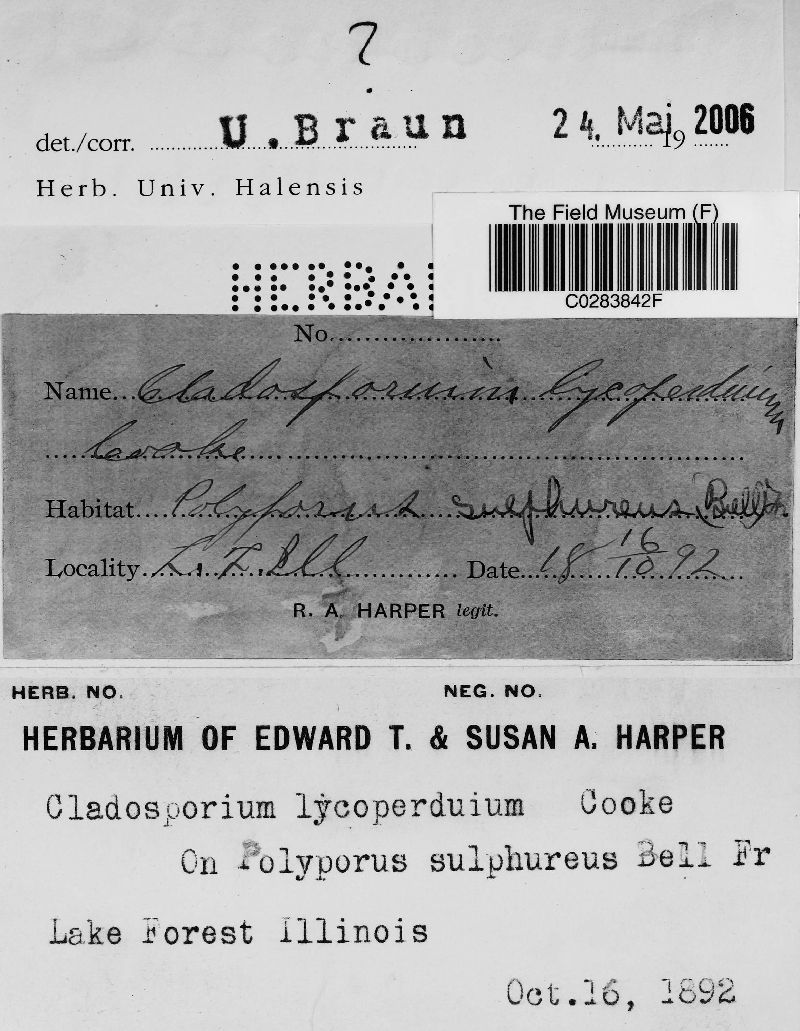 ?
det./corr. U. Braun 24. Mai 19 2006
Herb. Univ. Halensis
The Field Museum (F)
C0283842F
HERBA
No.
Name Cladosporium lycoperduium
Cooke
Habitat Polyporus sulphureus (Bell) Fr.
Locality L. F. Ill Date 18 16/10 92
R. A. HARPER legit.
HERB. NO. NEG. NO.
HERBARIUM OF EDWARD T. & SUSAN A. HARPER
Cladosporium lycoperduium Cooke
On Polyporus sulphureus Bell Fr
Lake Forest Illinois
Oct.16, 1892